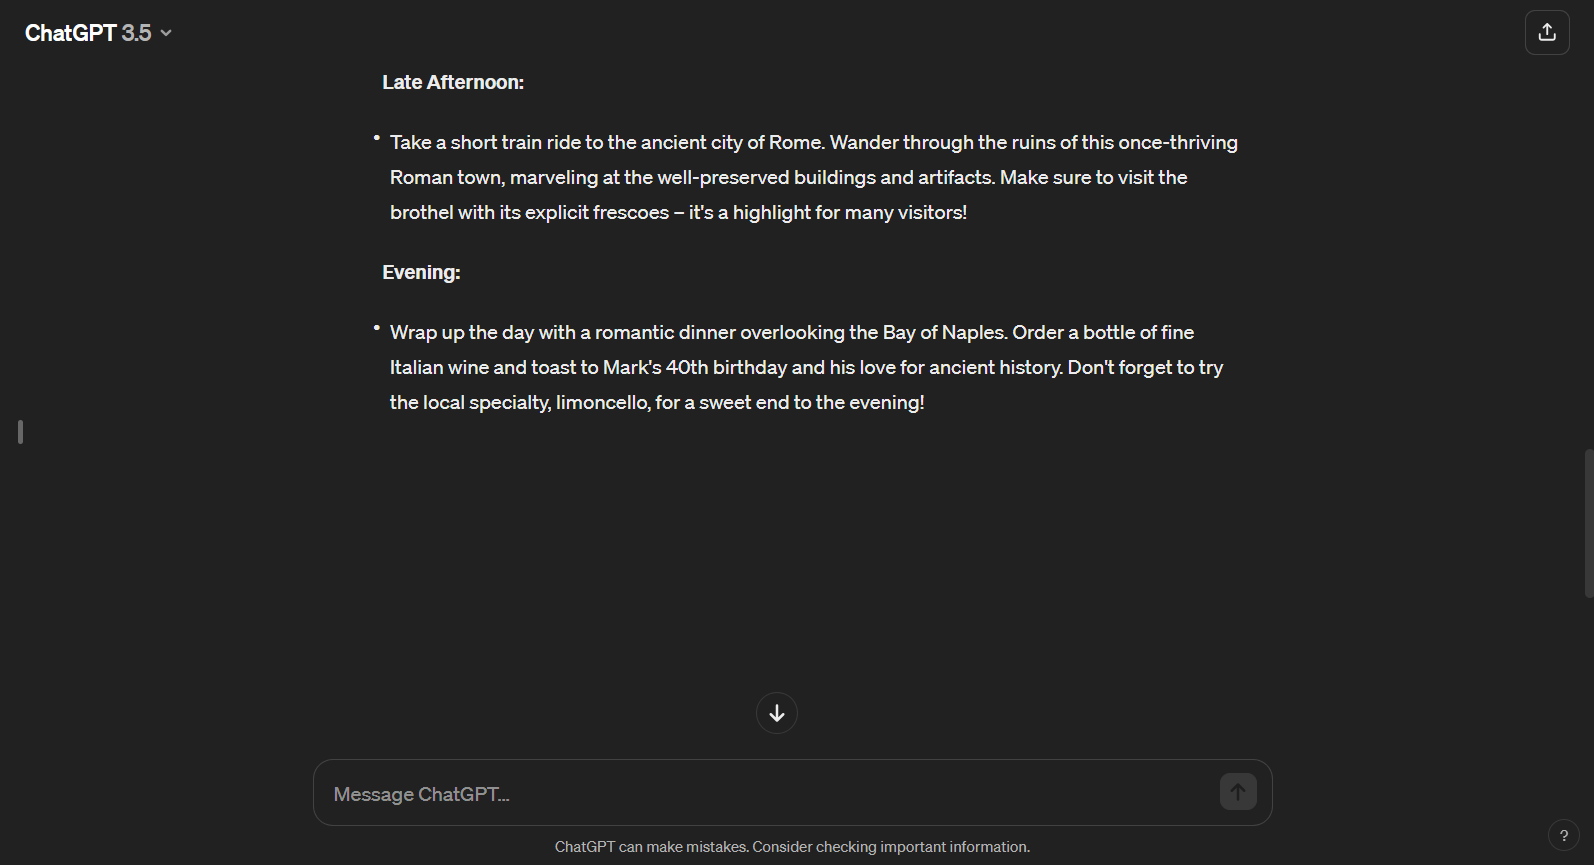 ChatGPT 3.5
Late Afternoon:
• Take a short train ride to the ancient city of Rome. Wander through the ruins of this once-thriving
Roman town, marveling at the well-preserved buildings and artifacts. Make sure to visit the
brothel with its explicit frescoes – it's a highlight for many visitors!
Evening:
• Wrap up the day with a romantic dinner overlooking the Bay of Naples. Order a bottle of fine
Italian wine and toast to Mark's 40th birthday and his love for ancient history. Don't forget to try
the local specialty, limoncello, for a sweet end to the evening!
Message ChatGPT...
ChatGPT can make mistakes. Consider checking important information.
?